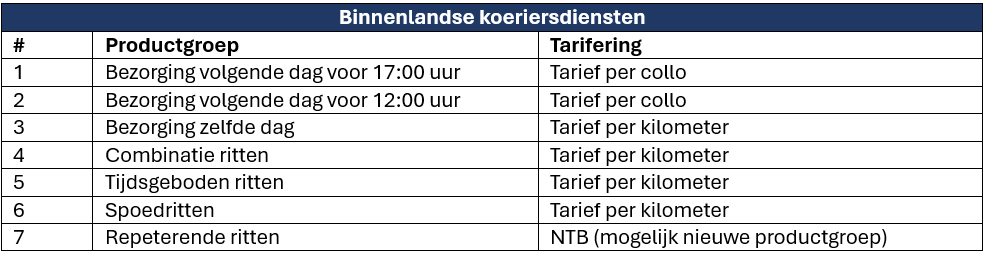 Binnenlandse koeriersdiensten
# Productgroep Tarifering
1 Bezorging volgende dag voor 17:00 uur Tarief per collo
2 Bezorging volgende dag voor 12:00 uur Tarief per collo
3 Bezorging zelfde dag Tarief per kilometer
4 Combinatie ritten Tarief per kilometer
5 Tijdsgeboden ritten Tarief per kilometer
6 Spoedritten Tarief per kilometer
7 Repeterende ritten NTB (mogelijk nieuwe productgroep)